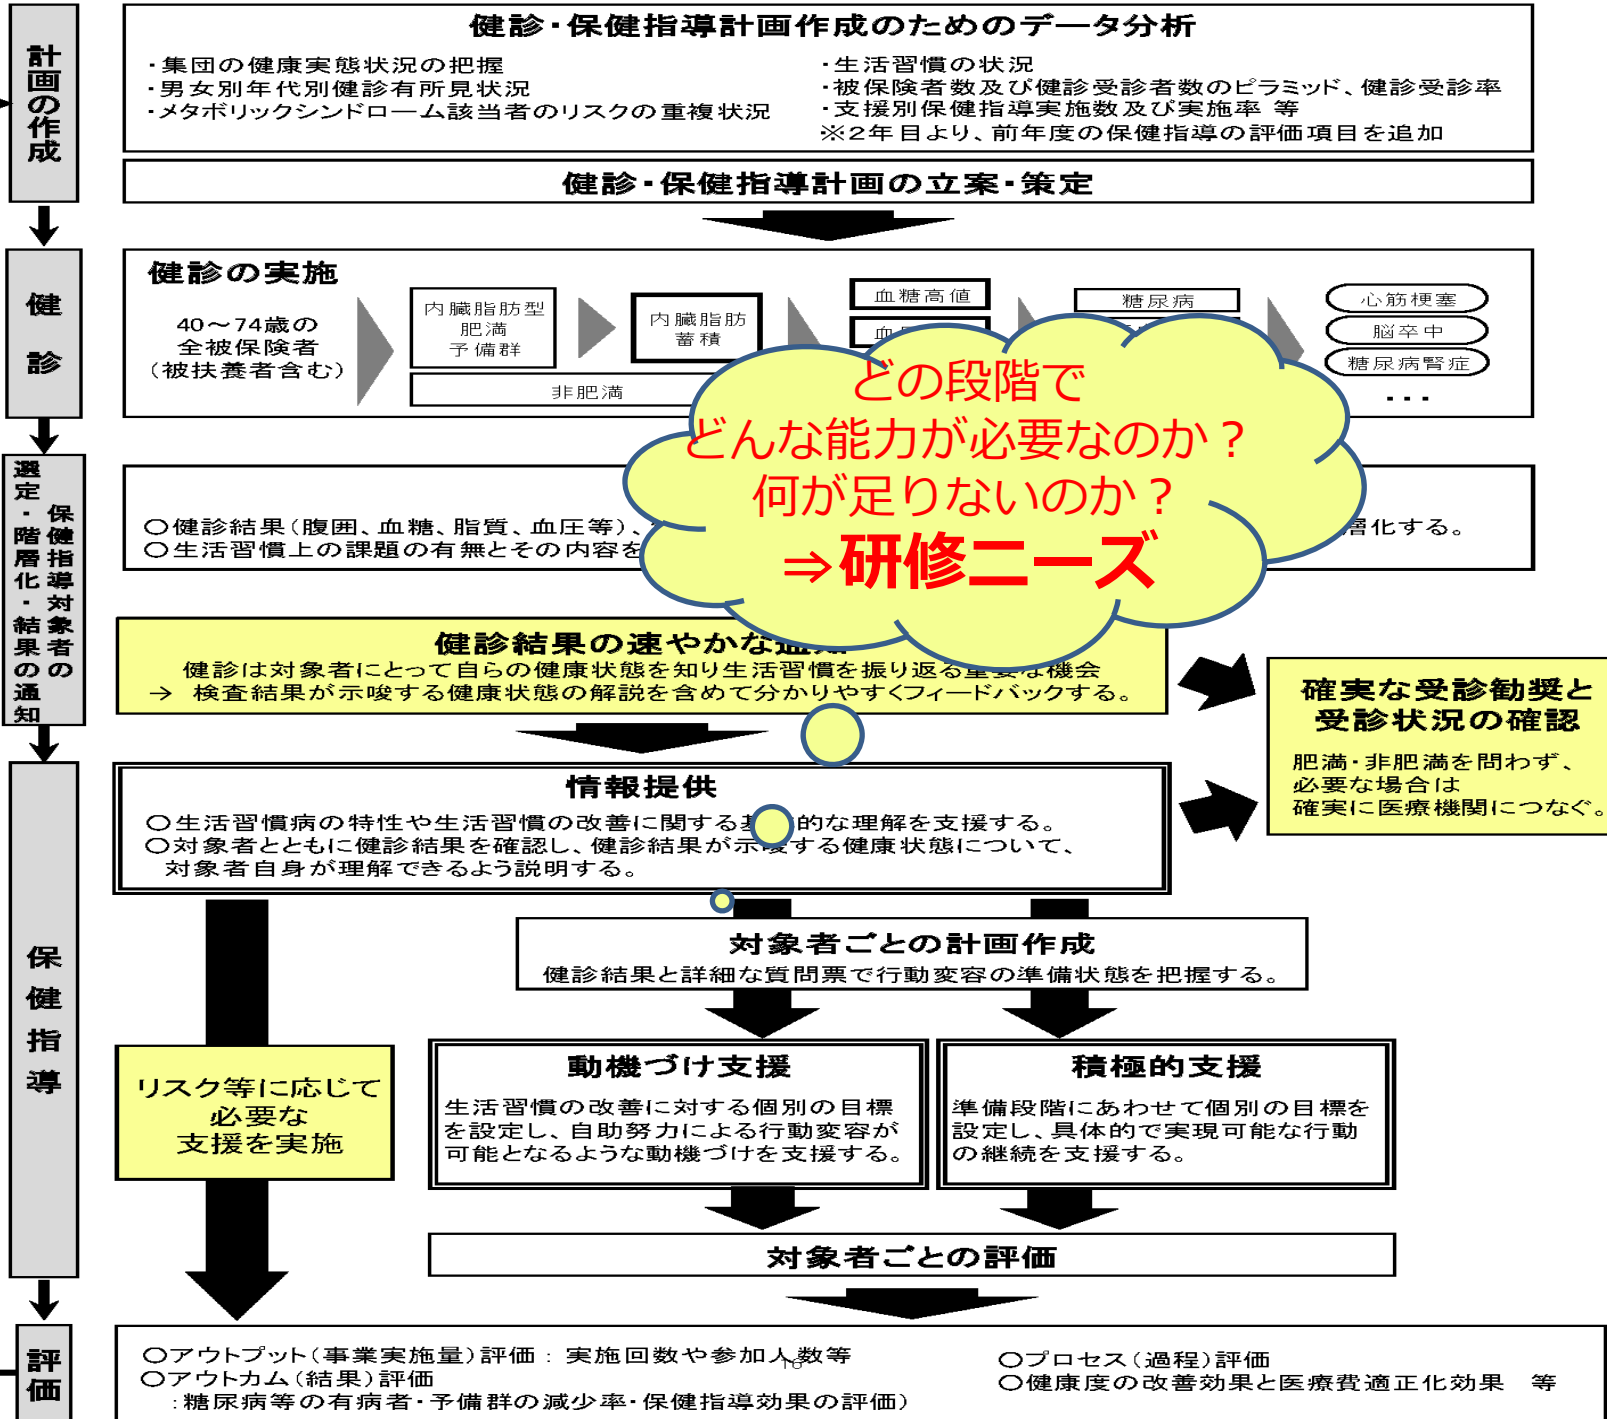 計画の作成
健診・保健指導計画作成のためのデータ分析
・集団の健康実態状況の把握
・男女別年代別健診有所見状況
・メタボリックシンドローム該当者のリスクの重複状況
・生活習慣の状況
・被保険者数及び健診受診者数のピラミッド、健診受診率
・支援別保健指導実施数及び実施率 等
※2年目より、前年度の保健指導の評価項目を追加
健診・保健指導計画の立案・策定
健診
健診の実施
40～74歳の
全被保険者
（被扶養者含む）
内臓脂肪型
肥満
予備群
内臓脂肪
蓄積
非肥満
血糖高値
血
糖尿病
心筋梗塞
脳卒中
糖尿病腎症
・・・
どの段階で
どんな能力が必要なのか？
何が足りないのか？
⇒研修ニーズ
保健指導対象者の
選定・階層化・結果の通知
○健診結果（腹囲、血糖、脂質、血圧等）、
層化する。
○生活習慣上の課題の有無とその内容を
健診結果の速やかな通知
健診は対象者にとって自らの健康状態を知り生活習慣を振り返る重要な機会
→ 検査結果が示唆する健康状態の解説を含めて分かりやすくフィードバックする。
確実な受診勧奨と
受診状況の確認
肥満・非肥満を問わず、
必要な場合は
確実に医療機関につなぐ。
保健指導
情報提供
○生活習慣病の特性や生活習慣の改善に関する基 的な理解を支援する。
○対象者とともに健診結果を確認し、健診結果が示唆する健康状態について、
対象者自身が理解できるよう説明する。
対象者ごとの計画作成
健診結果と詳細な質問票で行動変容の準備状態を把握する。
リスク等に応じて
必要な
支援を実施
動機づけ支援
生活習慣の改善に対する個別の目標
を設定し、自助努力による行動変容が
可能となるような動機づけを支援する。
積極的支援
準備段階にあわせて個別の目標を
設定し、具体的で実現可能な行動
の継続を支援する。
対象者ごとの評価
評価
○アウトプット（事業実施量）評価：実施回数や参加人数等
○アウトカム（結果）評価
：糖尿病等の有病者・予備群の減少率・保健指導効果の評価）
○プロセス（過程）評価
○健康度の改善効果と医療費適正化効果　等
16